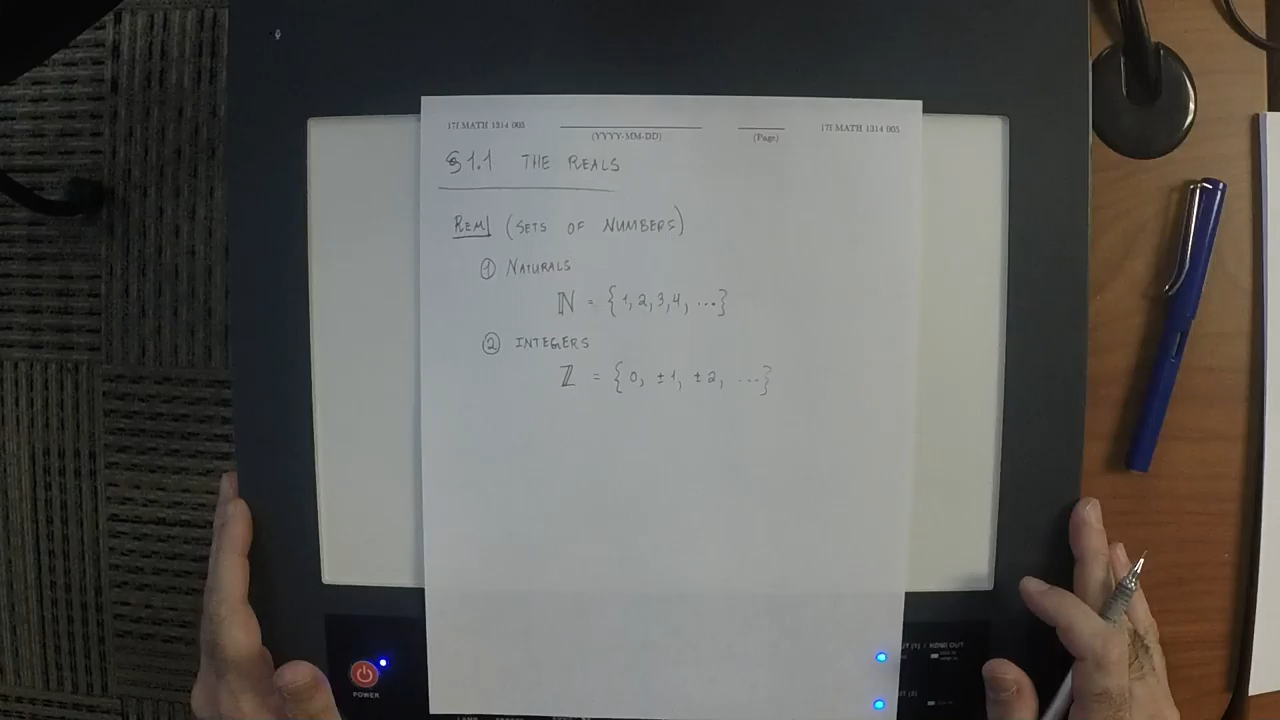 17f MATH 1314 005
(YYYY-MM-DD)
(Page)
17f MATH 1314 005
§ 1.1 THE REALS
REM (SETS OF NUMBERS)
① NATURALS
ℕ = {1, 2, 3, 4, ...}
② INTEGERS
ℤ = {0, ±1, ±2, ...}
POWER